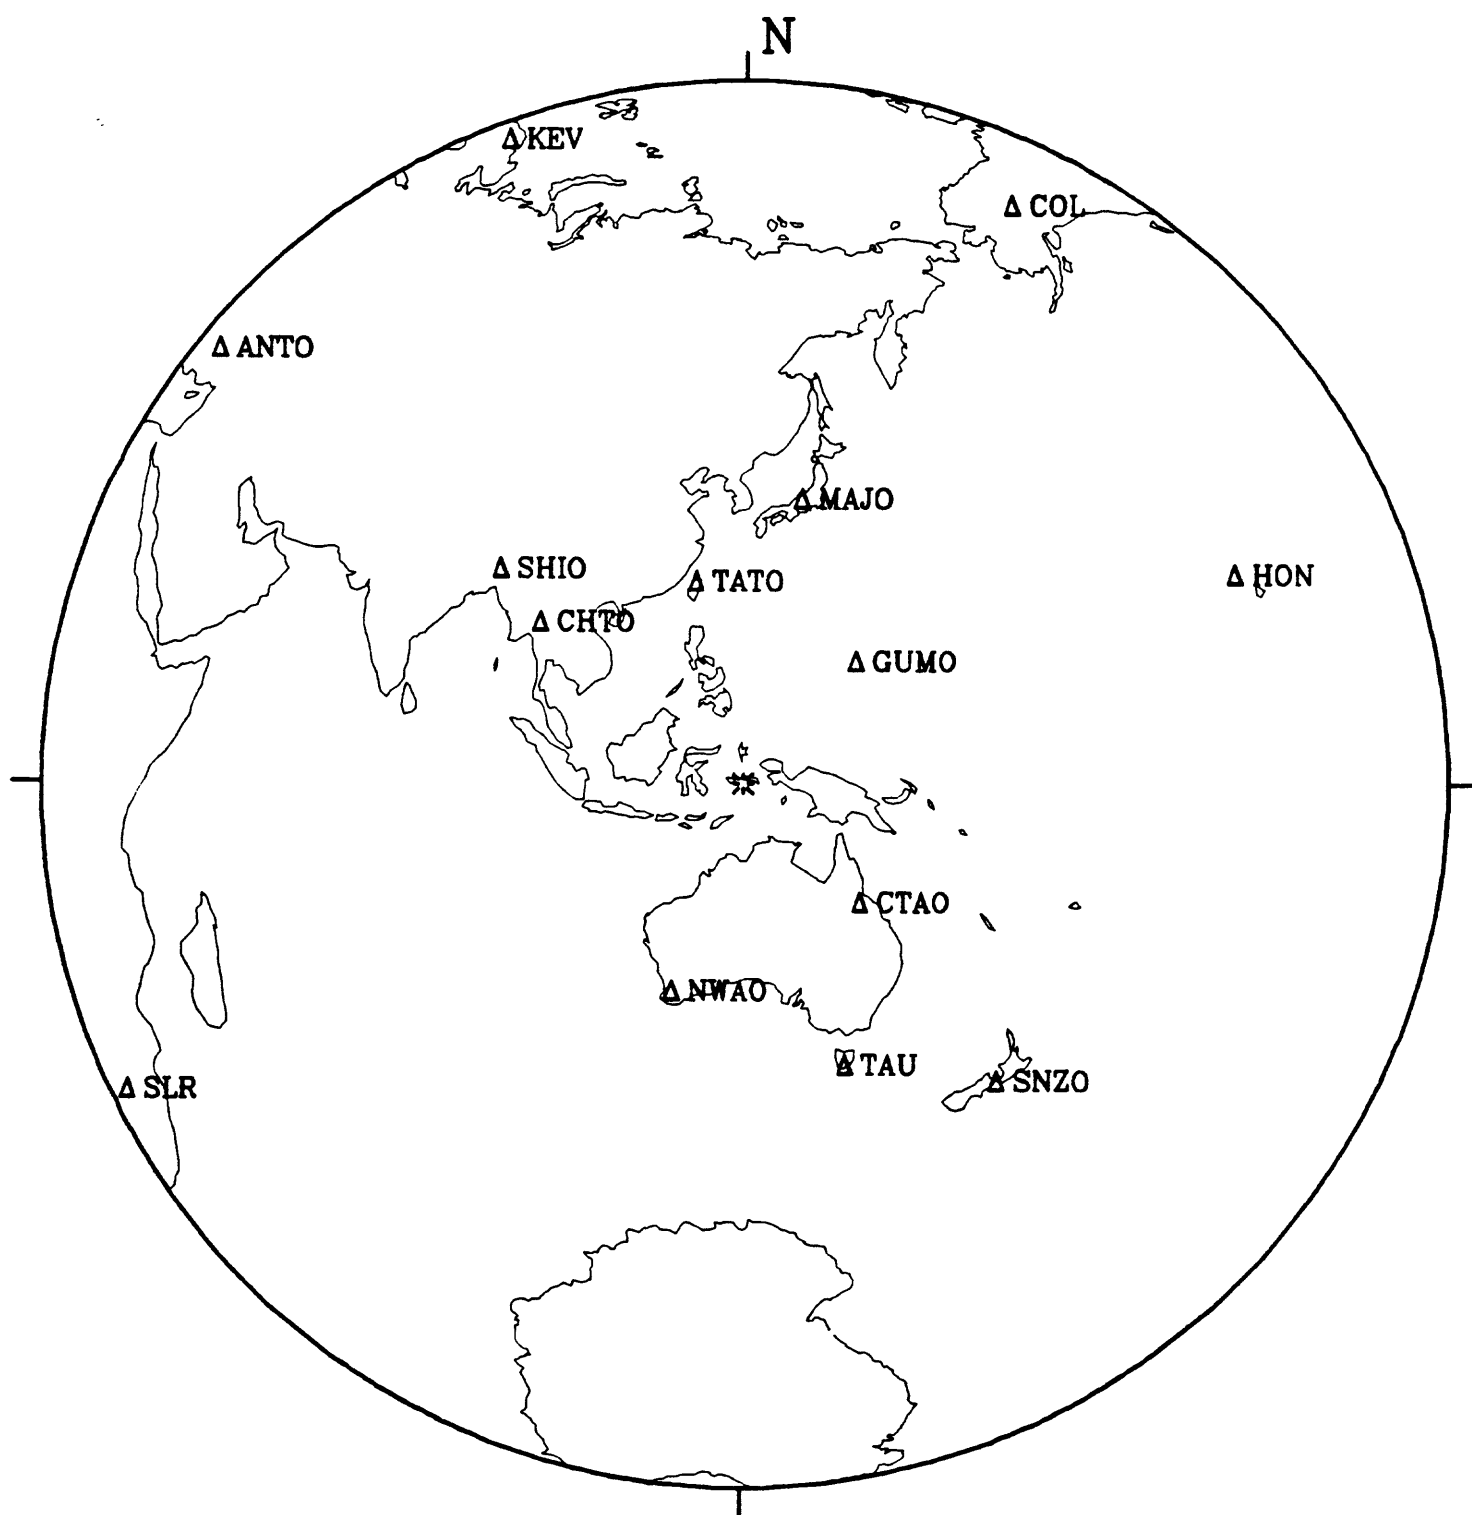 N
KEV
COL
ANTO
MAJO
SHIO
TATO
HON
CHTO
GUMO
CTAO
NWAO
TAU
SNZO
SLR